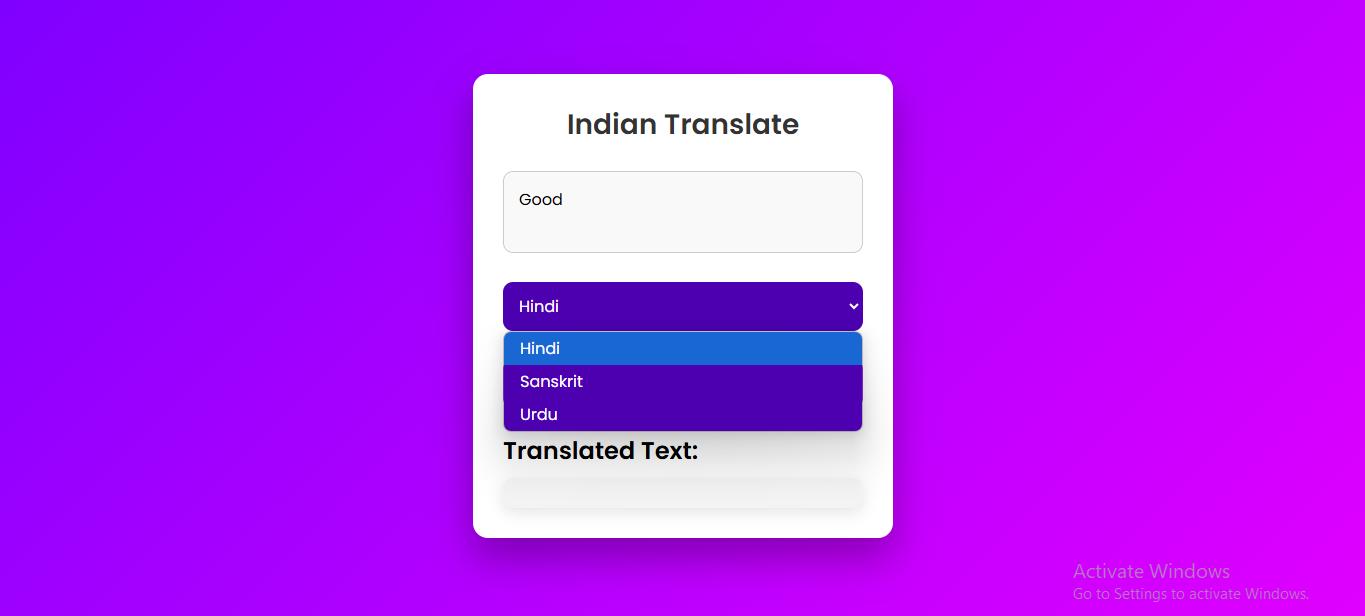 Indian Translate
Good
Hindi
Hindi
Sanskrit
Urdu
Translated Text:
Activate Windows
Go to Settings to activate Windows.